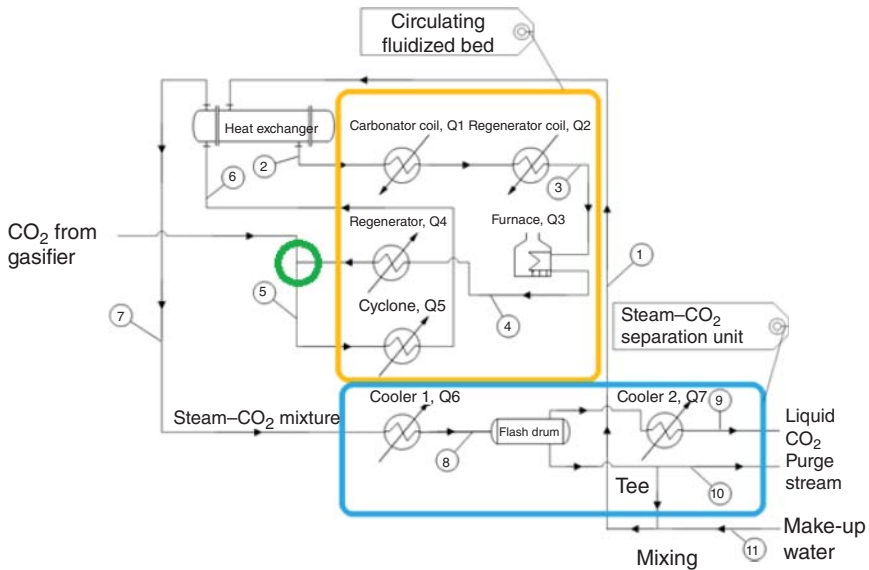 Circulating
fluidized bed
Heat exchanger
Carbonator coil, Q1
Regenerator coil, Q2
2
6
3
CO₂ from
gasifier
Regenerator, Q4
Furnace, Q3
1
5
Cyclone, Q5
4
7
Steam–CO₂
separation unit
Cooler 1, Q6
Cooler 2, Q7
9
Steam–CO₂ mixture
Flash drum
8
Liquid
CO₂
Purge
stream
Tee
10
Make-up
water
11
Mixing